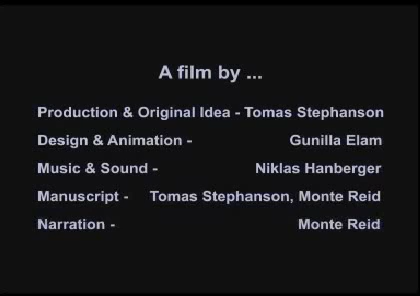 A film by ...
Production & Original Idea - Tomas Stephanson
Design & Animation - Gunilla Elam
Music & Sound - Niklas Hanberger
Manuscript - Tomas Stephanson, Monte Reid
Narration - Monte Reid